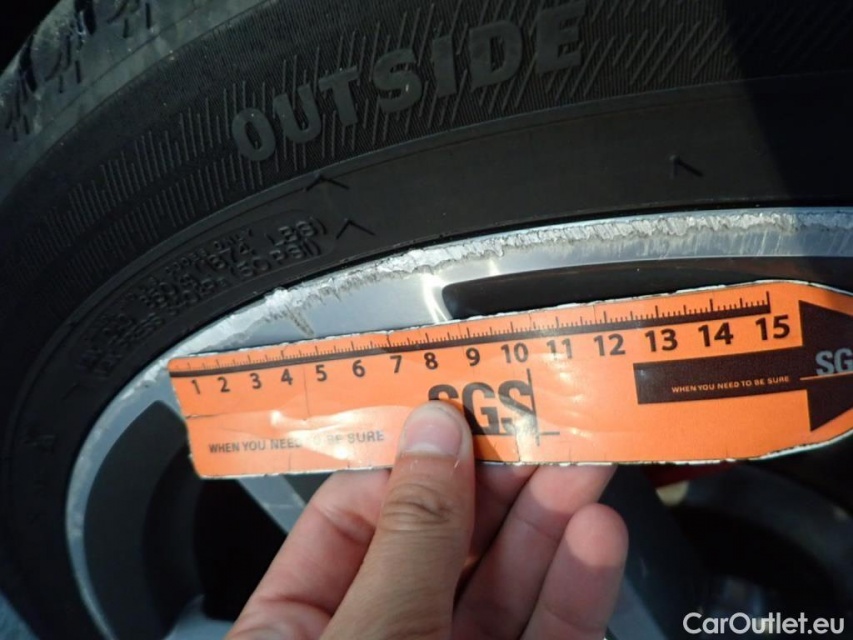 OUTSIDE
1 2 3 4 5 6 7 8 9 10 11 12 13 14 15
SGS
SGS
WHEN YOU NEED TO BE SURE
WHEN YOU NEED TO BE SURE
CarOutlet.eu